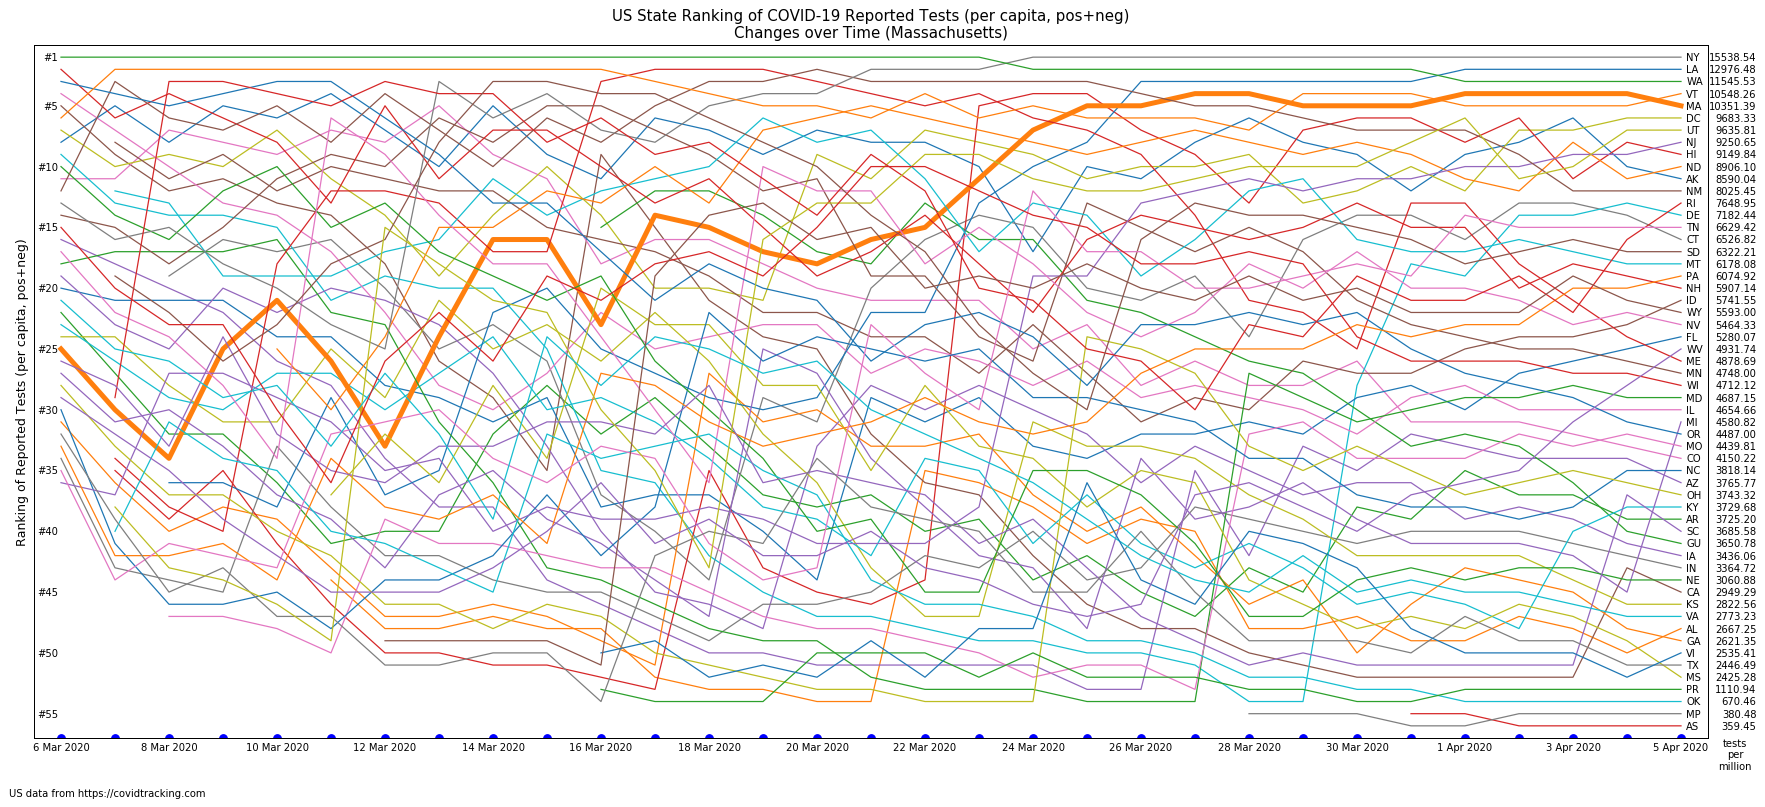 US State Ranking of COVID-19 Reported Tests (per capita, pos+neg)
Changes over Time (Massachusetts)
Ranking of Reported Tests (per capita, pos+neg)
#1
#5
#10
#15
#20
#25
#30
#35
#40
#45
#50
#55
NY 15538.54
LA 12976.48
WA 11545.53
VT 10548.26
MA 10351.39
DC 9683.33
UT 9635.81
NJ 9250.65
HI 9149.84
ND 8906.10
AK 8590.04
NM 8025.45
RI 7648.95
DE 7182.44
TN 6629.42
CT 6526.82
SD 6322.21
MT 6178.08
PA 6074.92
NH 5907.14
ID 5741.55
WY 5593.00
NV 5464.33
FL 5280.07
WV 4931.74
ME 4878.69
MN 4748.00
WI 4712.12
MD 4687.15
IL 4654.66
MI 4580.82
OR 4487.00
MO 4439.81
CO 4150.22
NC 3818.14
AZ 3765.77
OH 3743.32
KY 3729.68
AR 3725.20
SC 3685.58
GU 3650.78
IA 3436.06
IN 3364.72
NE 3060.88
CA 2949.29
KS 2822.56
VA 2773.23
AL 2667.25
GA 2621.35
VI 2535.41
TX 2446.49
MS 2425.28
PR 1110.94
OK 670.46
MP 380.48
AS 359.45
6 Mar 2020 8 Mar 2020 10 Mar 2020 12 Mar 2020 14 Mar 2020 16 Mar 2020 18 Mar 2020 20 Mar 2020 22 Mar 2020 24 Mar 2020 26 Mar 2020 28 Mar 2020 30 Mar 2020 1 Apr 2020 3 Apr 2020 5 Apr 2020
tests
per
million
US data from https://covidtracking.com